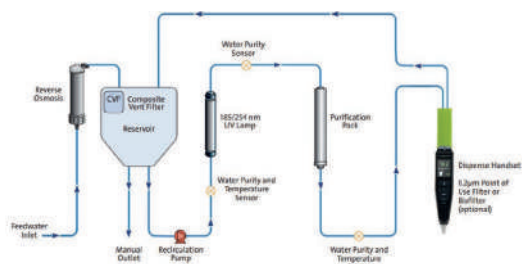 Water Purity
Sensor
Reverse
Osmosis
CVF
Composite
Vent Filter
Reservoir
185/254 nm
UV Lamp
Purification
Pack
Dispense Handset
0.2µm Point of
Use Filter or
Biofilter
(optional)
Water Purity and
Temperature
Sensor
Feedwater
Inlet
Manual
Outlet
Recirculation
Pump
Water Purity and
Temperature